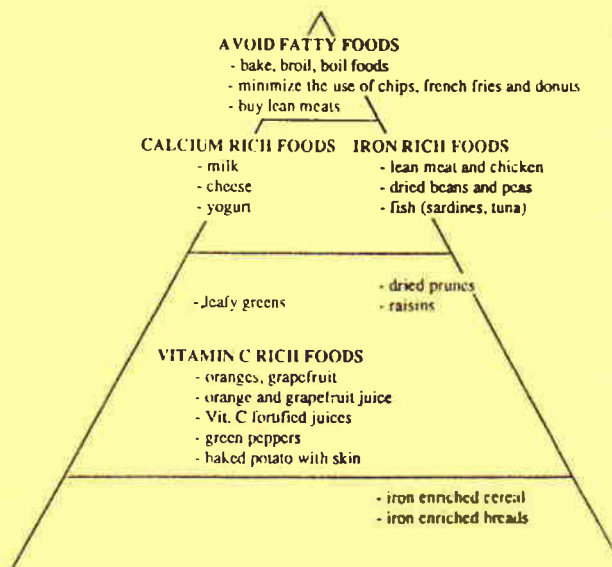 AVOID FATTY FOODS
- bake, broil, boil foods
- minimize the use of chips, french fries and donuts
- buy lean meats
CALCIUM RICH FOODS
- milk
- cheese
- yogurt
IRON RICH FOODS
- lean meat and chicken
- dried beans and peas
- fish (sardines, tuna)
- leafy greens
- dried prunes
- raisins
VITAMIN C RICH FOODS
- oranges, grapefruit
- orange and grapefruit juice
- Vit. C fortified juices
- green peppers
- baked potato with skin
- iron enriched cereal
- iron enriched breads